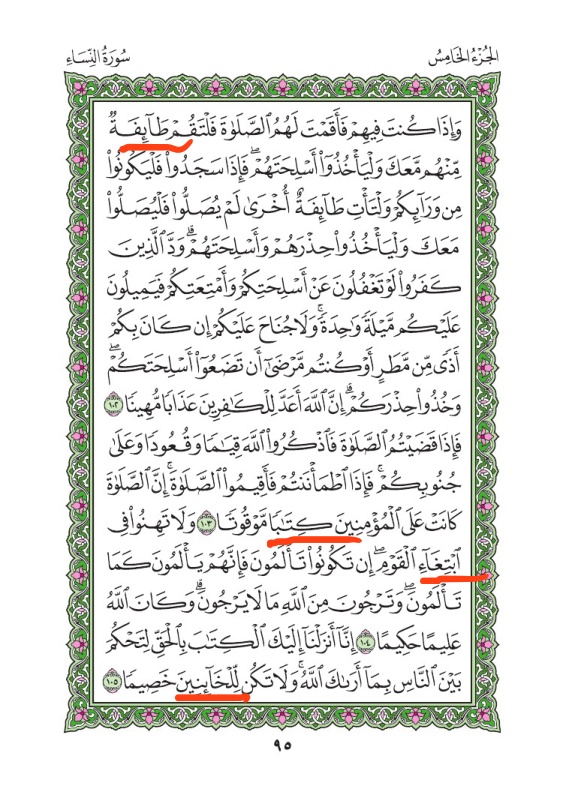 الجُزْءُ الخَامِسُ سُورَةُ النِّسَاءِ
وَإِذَا كُنتَ فِيهِمْ فَأَقَمْتَ لَهُمُ ٱلصَّلَوٰةَ فَلْتَقُمْ طَآئِفَةٌ
مِّنْهُم مَّعَكَ وَلْيَأْخُذُوٓا۟ أَسْلِحَتَهُمْ ۖ فَإِذَا سَجَدُوا۟ فَلْيَكُونُوا۟
مِن وَرَآئِكُمْ وَلْتَأْتِ طَآئِفَةٌ أُخْرَىٰ لَمْ يُصَلُّوا۟ فَلْيُصَلُّوا۟
مَعَكَ وَلْيَأْخُذُوا۟ حِذْرَهُمْ وَأَسْلِحَتَهُمْ ۗ وَدَّ ٱلَّذِينَ
كَفَرُوا۟ لَوْ تَغْفُلُونَ عَنْ أَسْلِحَتِكُمْ وَأَمْتِعَتِكُمْ فَيَمِيلُونَ
عَلَيْكُم مَّيْلَةً وَٰحِدَةً ۚ وَلَا جُنَاحَ عَلَيْكُمْ إِن كَانَ بِكُمْ
أَذًى مِّن مَّطَرٍ أَوْ كُنتُم مَّرْضَىٰٓ أَن تَضَعُوٓا۟ أَسْلِحَتَكُمْ ۖ
وَخُذُوا۟ حِذْرَكُمْ ۗ إِنَّ ٱللَّهَ أَعَدَّ لِلْكَٰفِرِينَ عَذَابًا مُّهِينًا ١٠٢
فَإِذَا قَضَيْتُمُ ٱلصَّلَوٰةَ فَٱذْكُرُوا۟ ٱللَّهَ قِيَٰمًا وَقُعُودًا وَعَلَىٰ
جُنُوبِكُمْ ۚ فَإِذَا ٱطْمَأْنَنتُمْ فَأَقِيمُوا۟ ٱلصَّلَوٰةَ ۚ إِنَّ ٱلصَّلَوٰةَ
كَانَتْ عَلَى ٱلْمُؤْمِنِينَ كِتَٰبًا مَّوْقُوتًا ١٠٣ وَلَا تَهِنُوا۟ فِى
ٱبْتِغَآءِ ٱلْقَوْمِ ۖ إِن تَكُونُوا۟ تَأْلَمُونَ فَإِنَّهُمْ يَأْلَمُونَ كَمَا
تَأْلَمُونَ ۖ وَتَرْجُونَ مِنَ ٱللَّهِ مَا لَا يَرْجُونَ ۗ وَكَانَ ٱللَّهُ
عَلِيمًا حَكِيمًا ١٠٤ إِنَّآ أَنزَلْنَآ إِلَيْكَ ٱلْكِتَٰبَ بِٱلْحَقِّ لِتَحْكُمَ
بَيْنَ ٱلنَّاسِ بِمَآ أَرَىٰكَ ٱللَّهُ ۚ وَلَا تَكُن لِّلْخَآئِنِينَ خَصِيمًا ١٠٥
٩٥